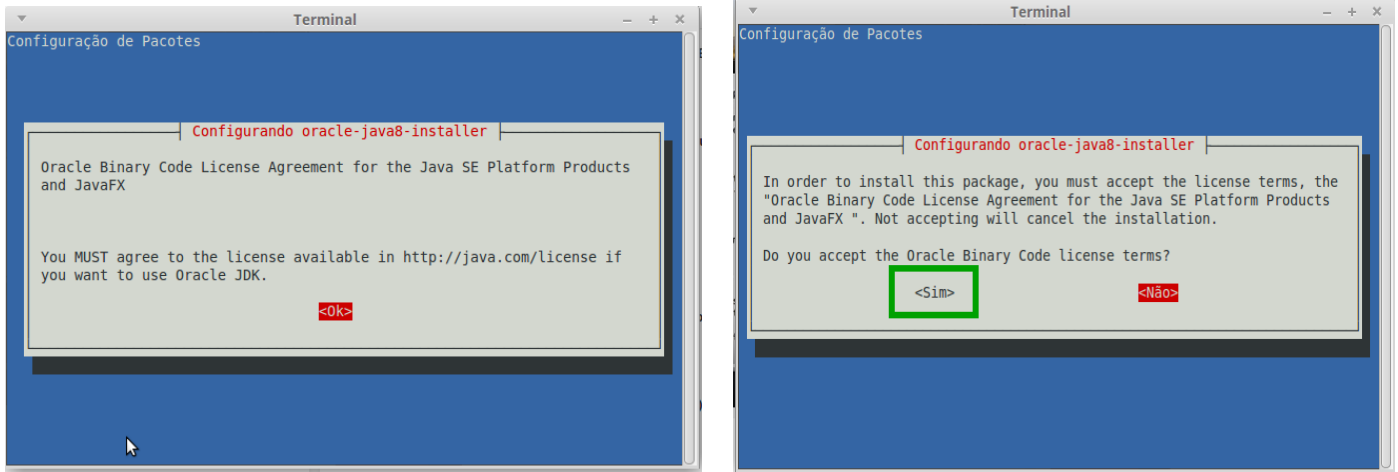 Terminal
Configuração de Pacotes
Configurando oracle-java8-installer
Oracle Binary Code License Agreement for the Java SE Platform Products
and JavaFX
You MUST agree to the license available in http://java.com/license if
you want to use Oracle JDK.
<Ok>
Terminal
Configuração de Pacotes
Configurando oracle-java8-installer
In order to install this package, you must accept the license terms, the
"Oracle Binary Code License Agreement for the Java SE Platform Products
and JavaFX ". Not accepting will cancel the installation.
Do you accept the Oracle Binary Code license terms?
<Sim> <Não>